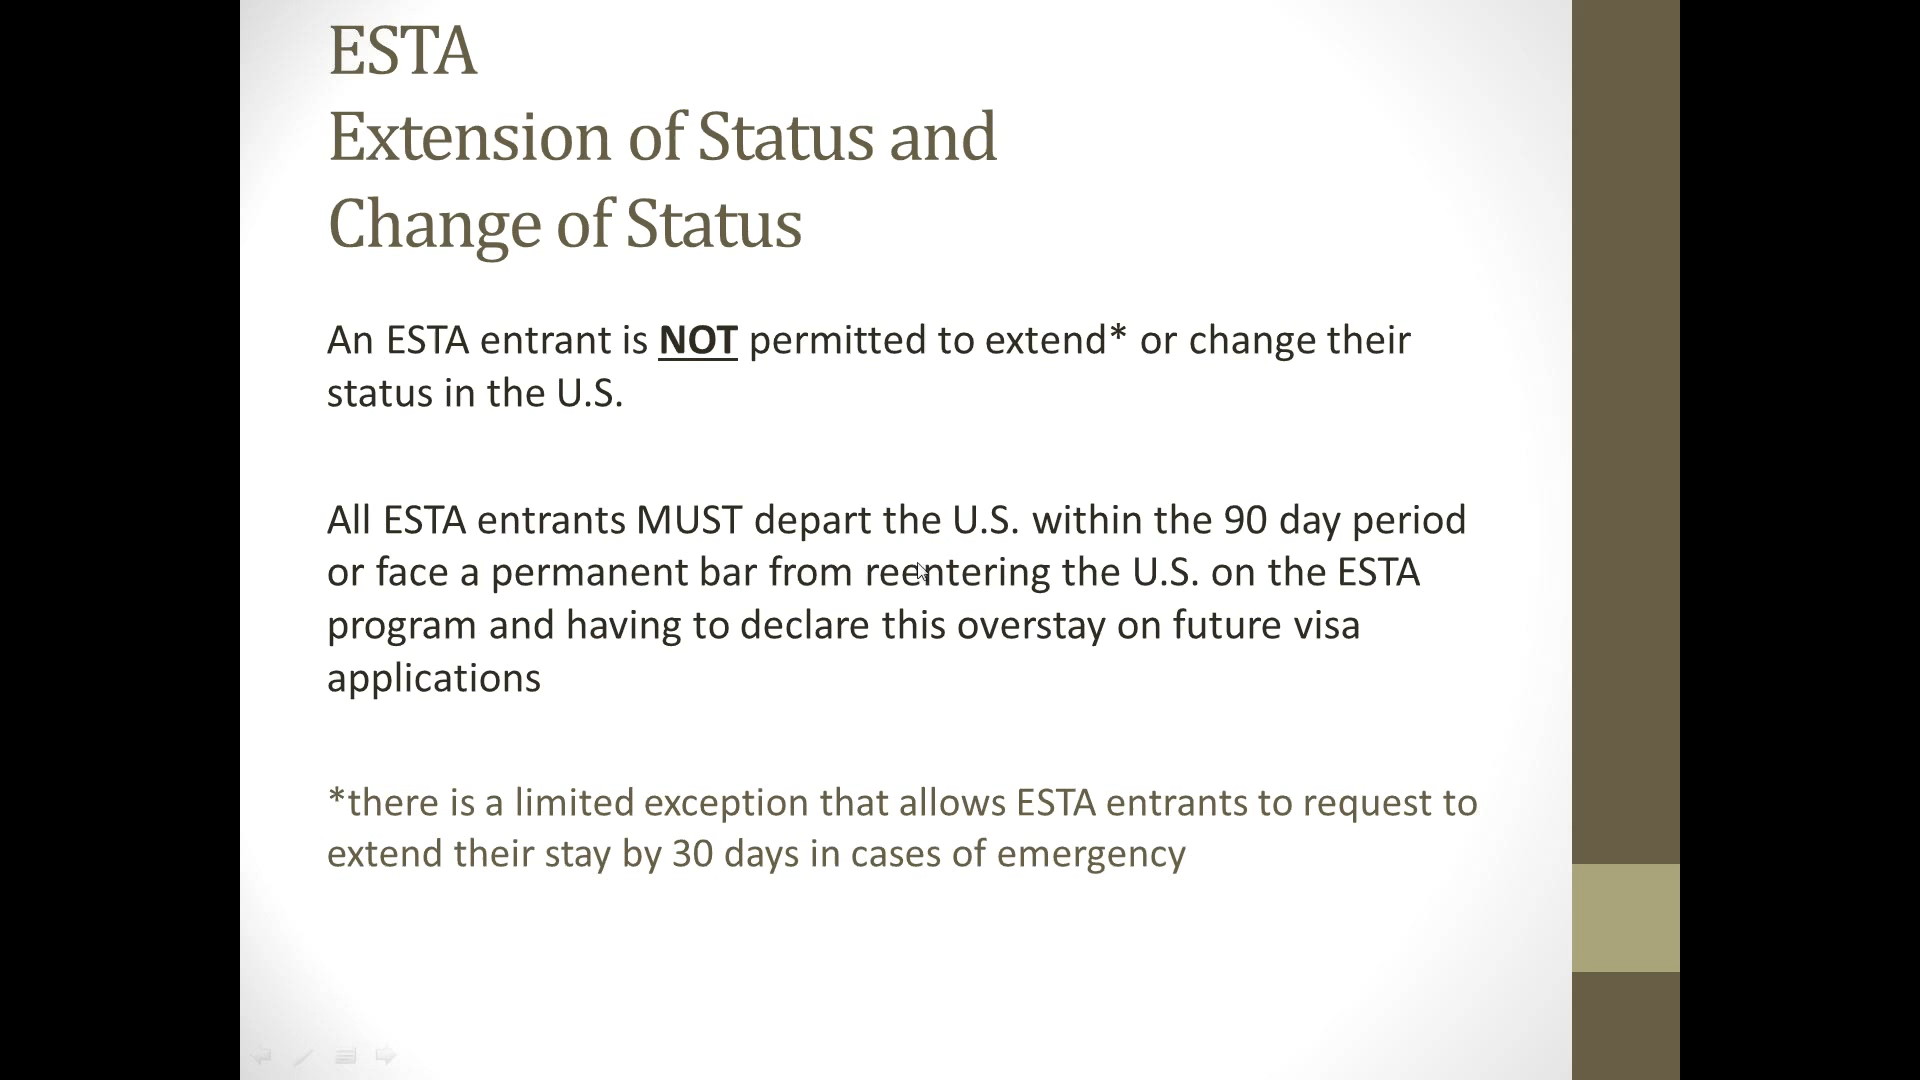 ESTA
Extension of Status and
Change of Status
An ESTA entrant is NOT permitted to extend* or change their
status in the U.S.
All ESTA entrants MUST depart the U.S. within the 90 day period
or face a permanent bar from reentering the U.S. on the ESTA
program and having to declare this overstay on future visa
applications
*there is a limited exception that allows ESTA entrants to request to
extend their stay by 30 days in cases of emergency